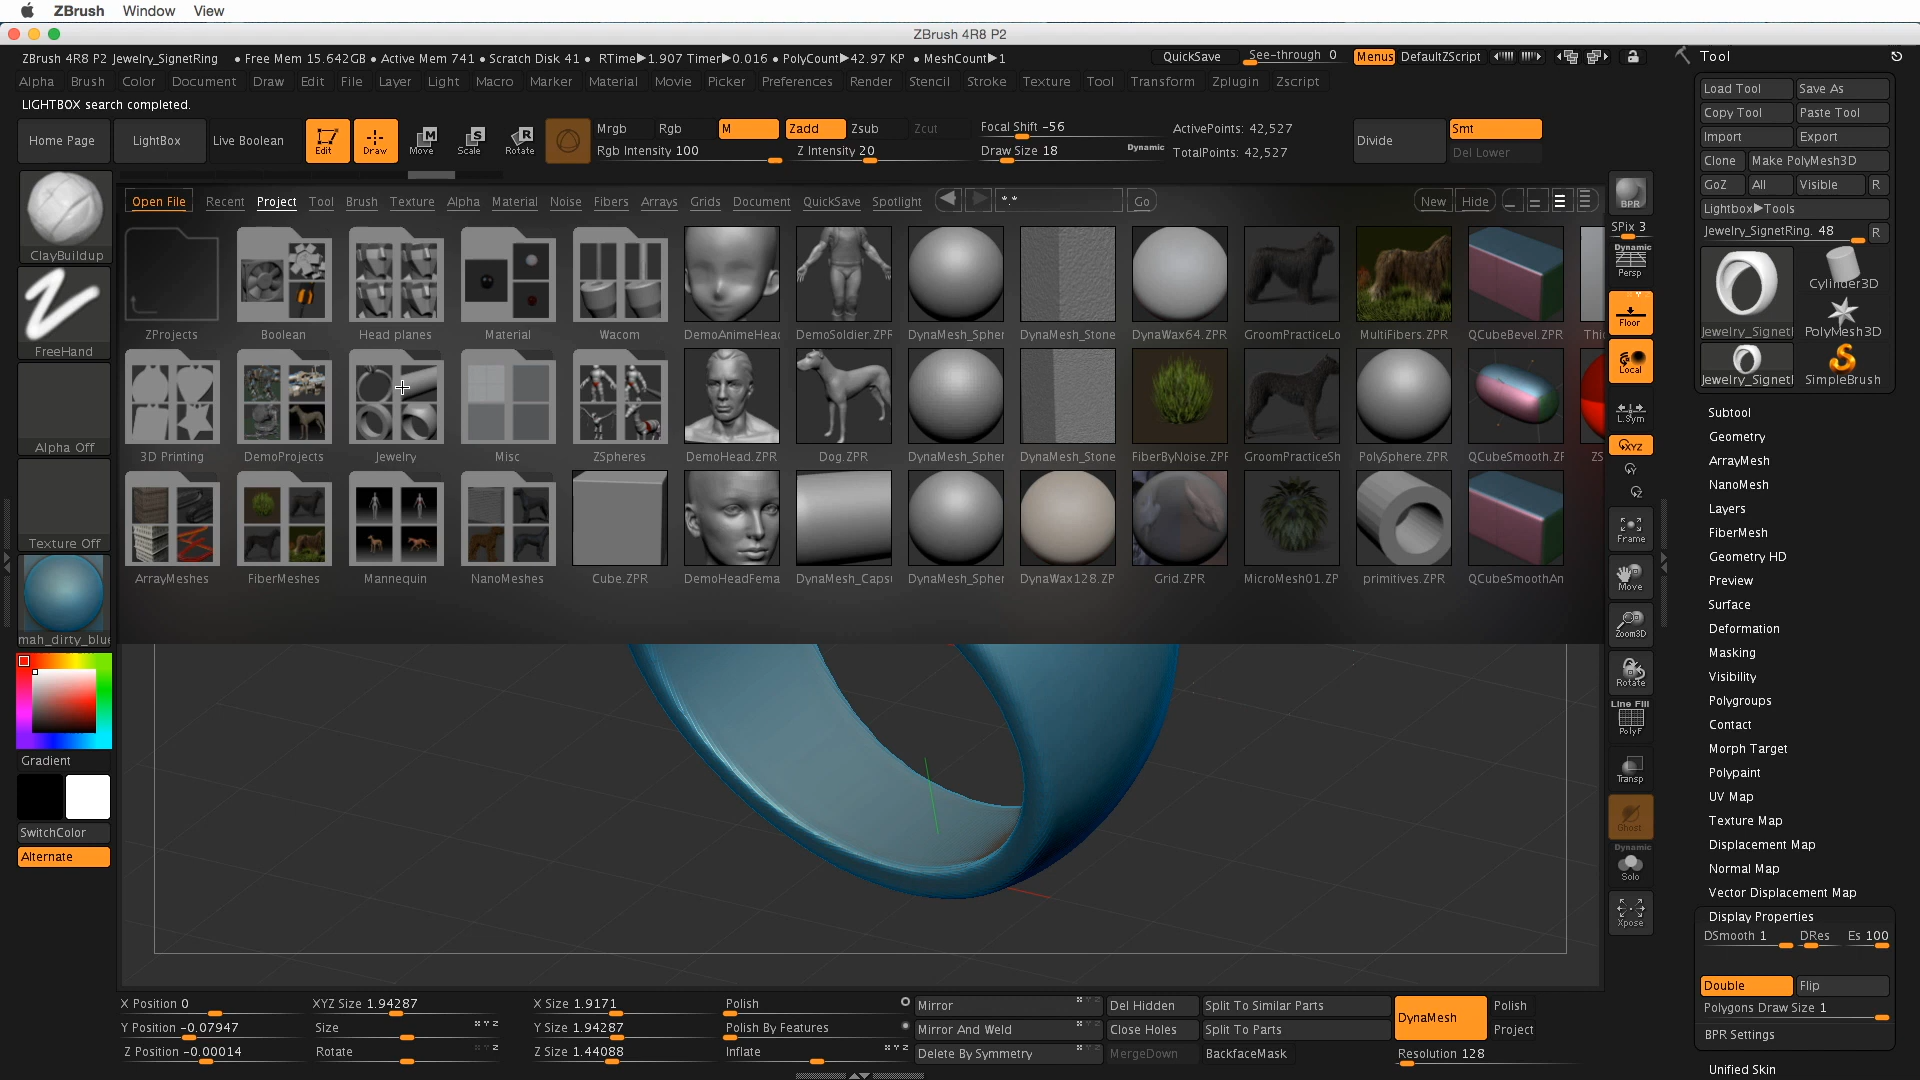 ZBrush Window View
ZBrush 4R8 P2
ZBrush 4R8 P2 Jewelry_SignetRing • Free Mem 15.642GB • Active Mem 741 • Scratch Disk 41 • RTime▶1.907 Timer▶0.016 • PolyCount▶42.97 KP • MeshCount▶1 QuickSave See-through 0 Menus DefaultZScript
Tool
Alpha Brush Color Document Draw Edit File Layer Light Macro Marker Material Movie Picker Preferences Render Stencil Stroke Texture Tool Transform Zplugin Zscript
LIGHTBOX search completed.
Home Page LightBox Live Boolean Edit Draw Move Scale Rotate
Mrgb Rgb M Zadd Zsub Zcut Focal Shift -56 ActivePoints: 42,527 Divide Smt
Rgb Intensity 100 Z Intensity 20 Draw Size 18 Dynamic TotalPoints: 42,527 Del Lower
Load Tool Save As
Copy Tool Paste Tool
Import Export
Clone Make PolyMesh3D
GoZ All Visible R
Lightbox▶Tools
Jewelry_SignetRing. 48 R
Jewelry_Signetl Cylinder3D
PolyMesh3D
Jewelry_Signetl SimpleBrush
Open File Recent Project Tool Brush Texture Alpha Material Noise Fibers Arrays Grids Document QuickSave Spotlight *.* Go New Hide
ZProjects Boolean Head planes Material Wacom DemoAnimeHeac DemoSoldier.ZPR DynaMesh_Spher DynaMesh_Stone DynaWax64.ZPR GroomPracticeLo MultiFibers.ZPR QCubeBevel.ZPR Thic
3D Printing DemoProjects Jewelry Misc ZSpheres DemoHead.ZPR Dog.ZPR DynaMesh_Spher DynaMesh_Stone FiberByNoise.ZPR GroomPracticeSh PolySphere.ZPR QCubeSmooth.ZF ZS
ArrayMeshes FiberMeshes Mannequin NanoMeshes Cube.ZPR DemoHeadFema DynaMesh_Capsu DynaMesh_Spher DynaWax128.ZP Grid.ZPR MicroMesh01.ZP primitives.ZPR QCubeSmoothAn
ClayBuildup
FreeHand
Alpha Off
Texture Off
mah_dirty_blue
Gradient
SwitchColor
Alternate
BPR
SPix 3
Dynamic
Persp
Floor
Local
L.Sym
XYZ
Y
Z
Frame
Move
Zoom3D
Rotate
Line Fill
PolyF
Transp
Ghost
Dynamic
Solo
Xpose
Subtool
Geometry
ArrayMesh
NanoMesh
Layers
FiberMesh
Geometry HD
Preview
Surface
Deformation
Masking
Visibility
Polygroups
Contact
Morph Target
Polypaint
UV Map
Texture Map
Displacement Map
Normal Map
Vector Displacement Map
Display Properties
DSmooth 1 DRes Es 100
Double Flip
Polygons Draw Size 1
BPR Settings
Unified Skin
X Position 0 XYZ Size 1.94287 X Size 1.9171 Polish Mirror Del Hidden Split To Similar Parts DynaMesh Polish
Y Position -0.07947 Size Y Size 1.94287 Polish By Features Mirror And Weld Close Holes Split To Parts Project
Z Position -0.00014 Rotate Z Size 1.44088 Inflate Delete By Symmetry MergeDown BackfaceMask Resolution 128